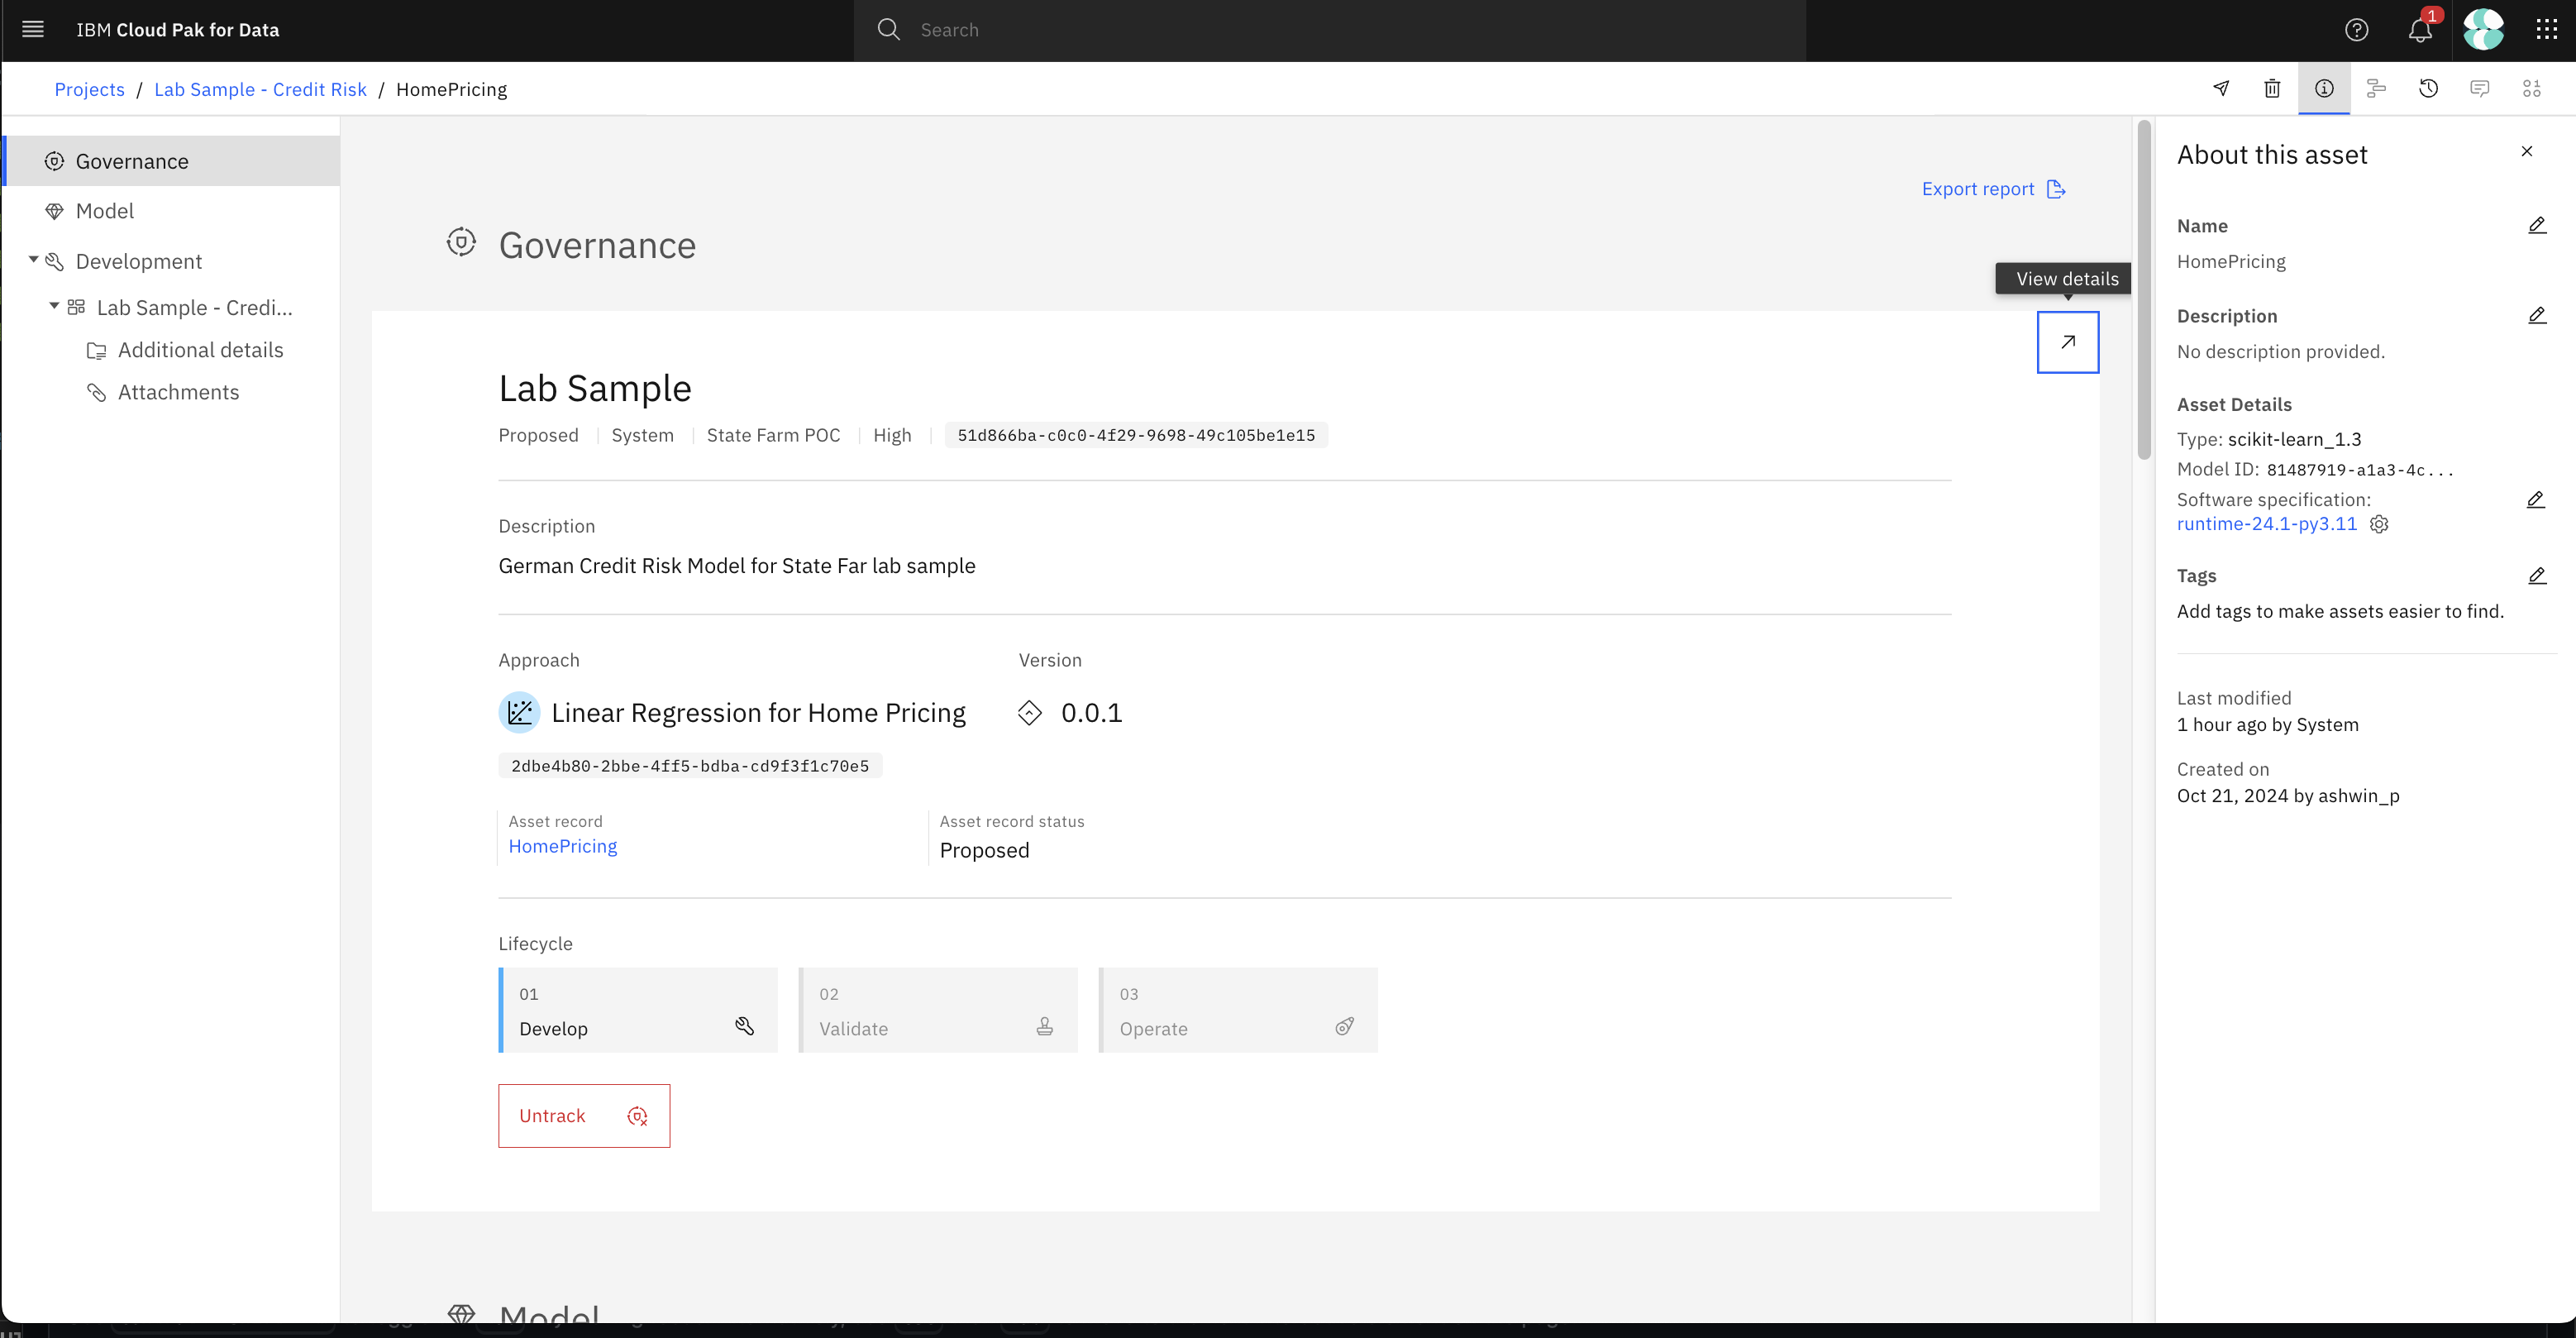 IBM Cloud Pak for Data
Search
1
Projects / Lab Sample - Credit Risk / HomePricing
Governance
Model
Development
Lab Sample - Credi...
Additional details
Attachments
Export report
Governance
View details
Lab Sample
Proposed | System | State Farm POC | High | 51d866ba-c0c0-4f29-9698-49c105be1e15
Description
German Credit Risk Model for State Far lab sample
Approach
Version
Linear Regression for Home Pricing
0.0.1
2dbe4b80-2bbe-4ff5-bdba-cd9f3f1c70e5
Asset record
HomePricing
Asset record status
Proposed
Lifecycle
01
Develop
02
Validate
03
Operate
Untrack
Model
About this asset
Name
HomePricing
Description
No description provided.
Asset Details
Type: scikit-learn_1.3
Model ID: 81487919-a1a3-4c...
Software specification:
runtime-24.1-py3.11
Tags
Add tags to make assets easier to find.
Last modified
1 hour ago by System
Created on
Oct 21, 2024 by ashwin_p